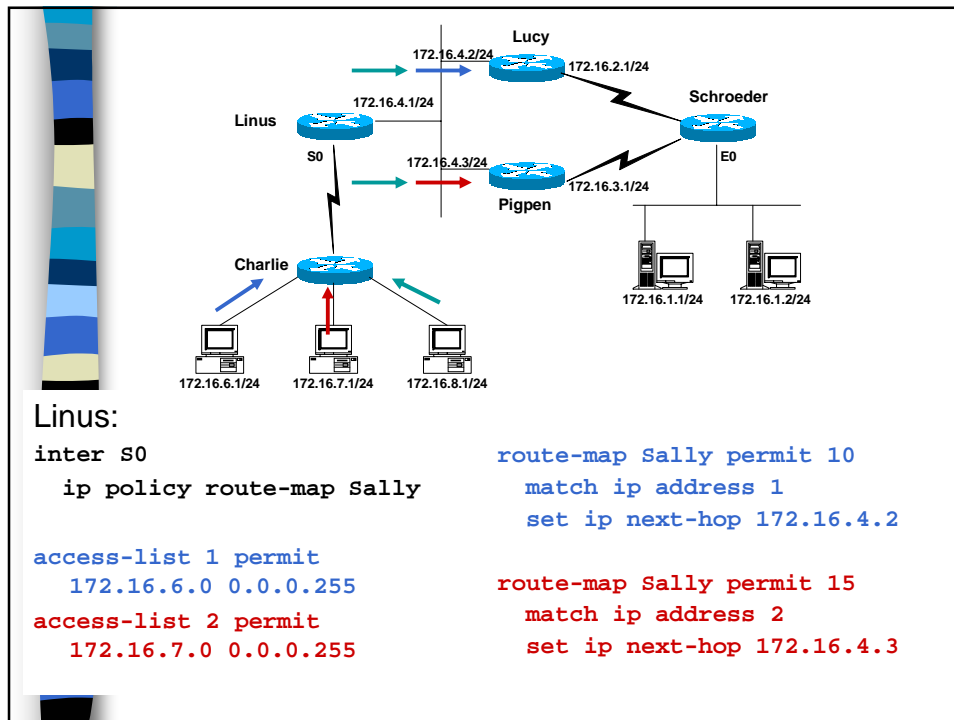 Lucy
172.16.4.2/24
172.16.2.1/24
Schroeder
172.16.4.1/24
Linus
S0
E0
172.16.4.3/24
172.16.3.1/24
Pigpen
Charlie
172.16.1.1/24
172.16.1.2/24
172.16.6.1/24
172.16.7.1/24
172.16.8.1/24
Linus:
inter S0
ip policy route-map Sally
access-list 1 permit
172.16.6.0 0.0.0.255
access-list 2 permit
172.16.7.0 0.0.0.255
route-map Sally permit 10
match ip address 1
set ip next-hop 172.16.4.2
route-map Sally permit 15
match ip address 2
set ip next-hop 172.16.4.3